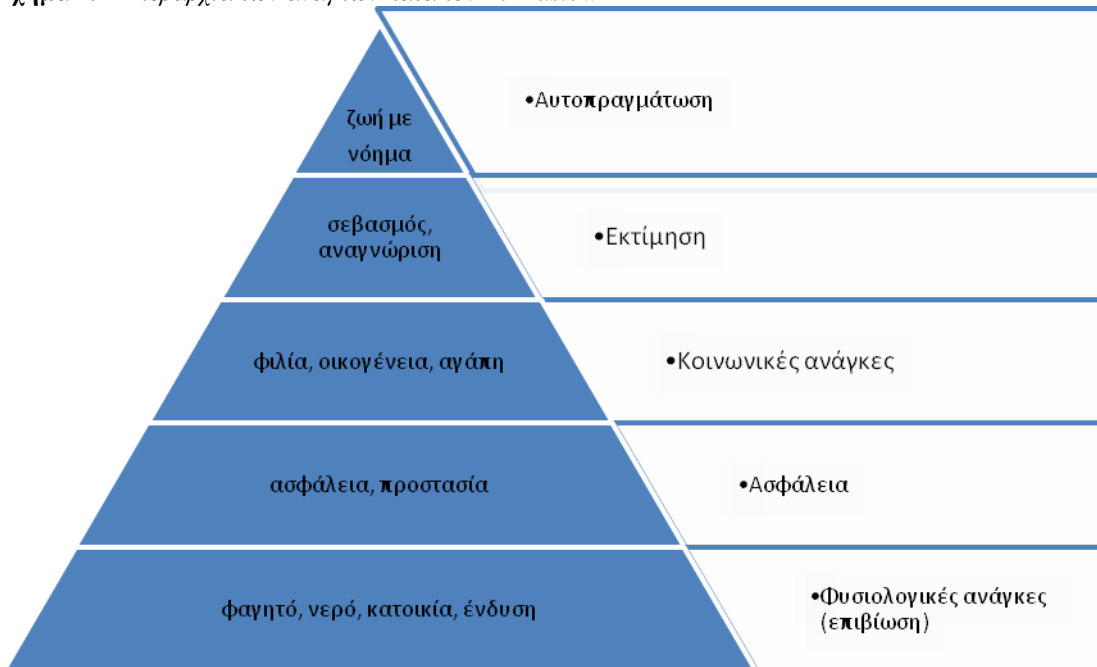 ζωή με
νόημα
•Αυτοπραγμάτωση
σεβασμός,
αναγνώριση
•Εκτίμηση
φιλία, οικογένεια, αγάπη
•Κοινωνικές ανάγκες
ασφάλεια, προστασία
•Ασφάλεια
φαγητό, νερό, κατοικία, ένδυση
•Φυσιολογικές ανάγκες
(επιβίωση)